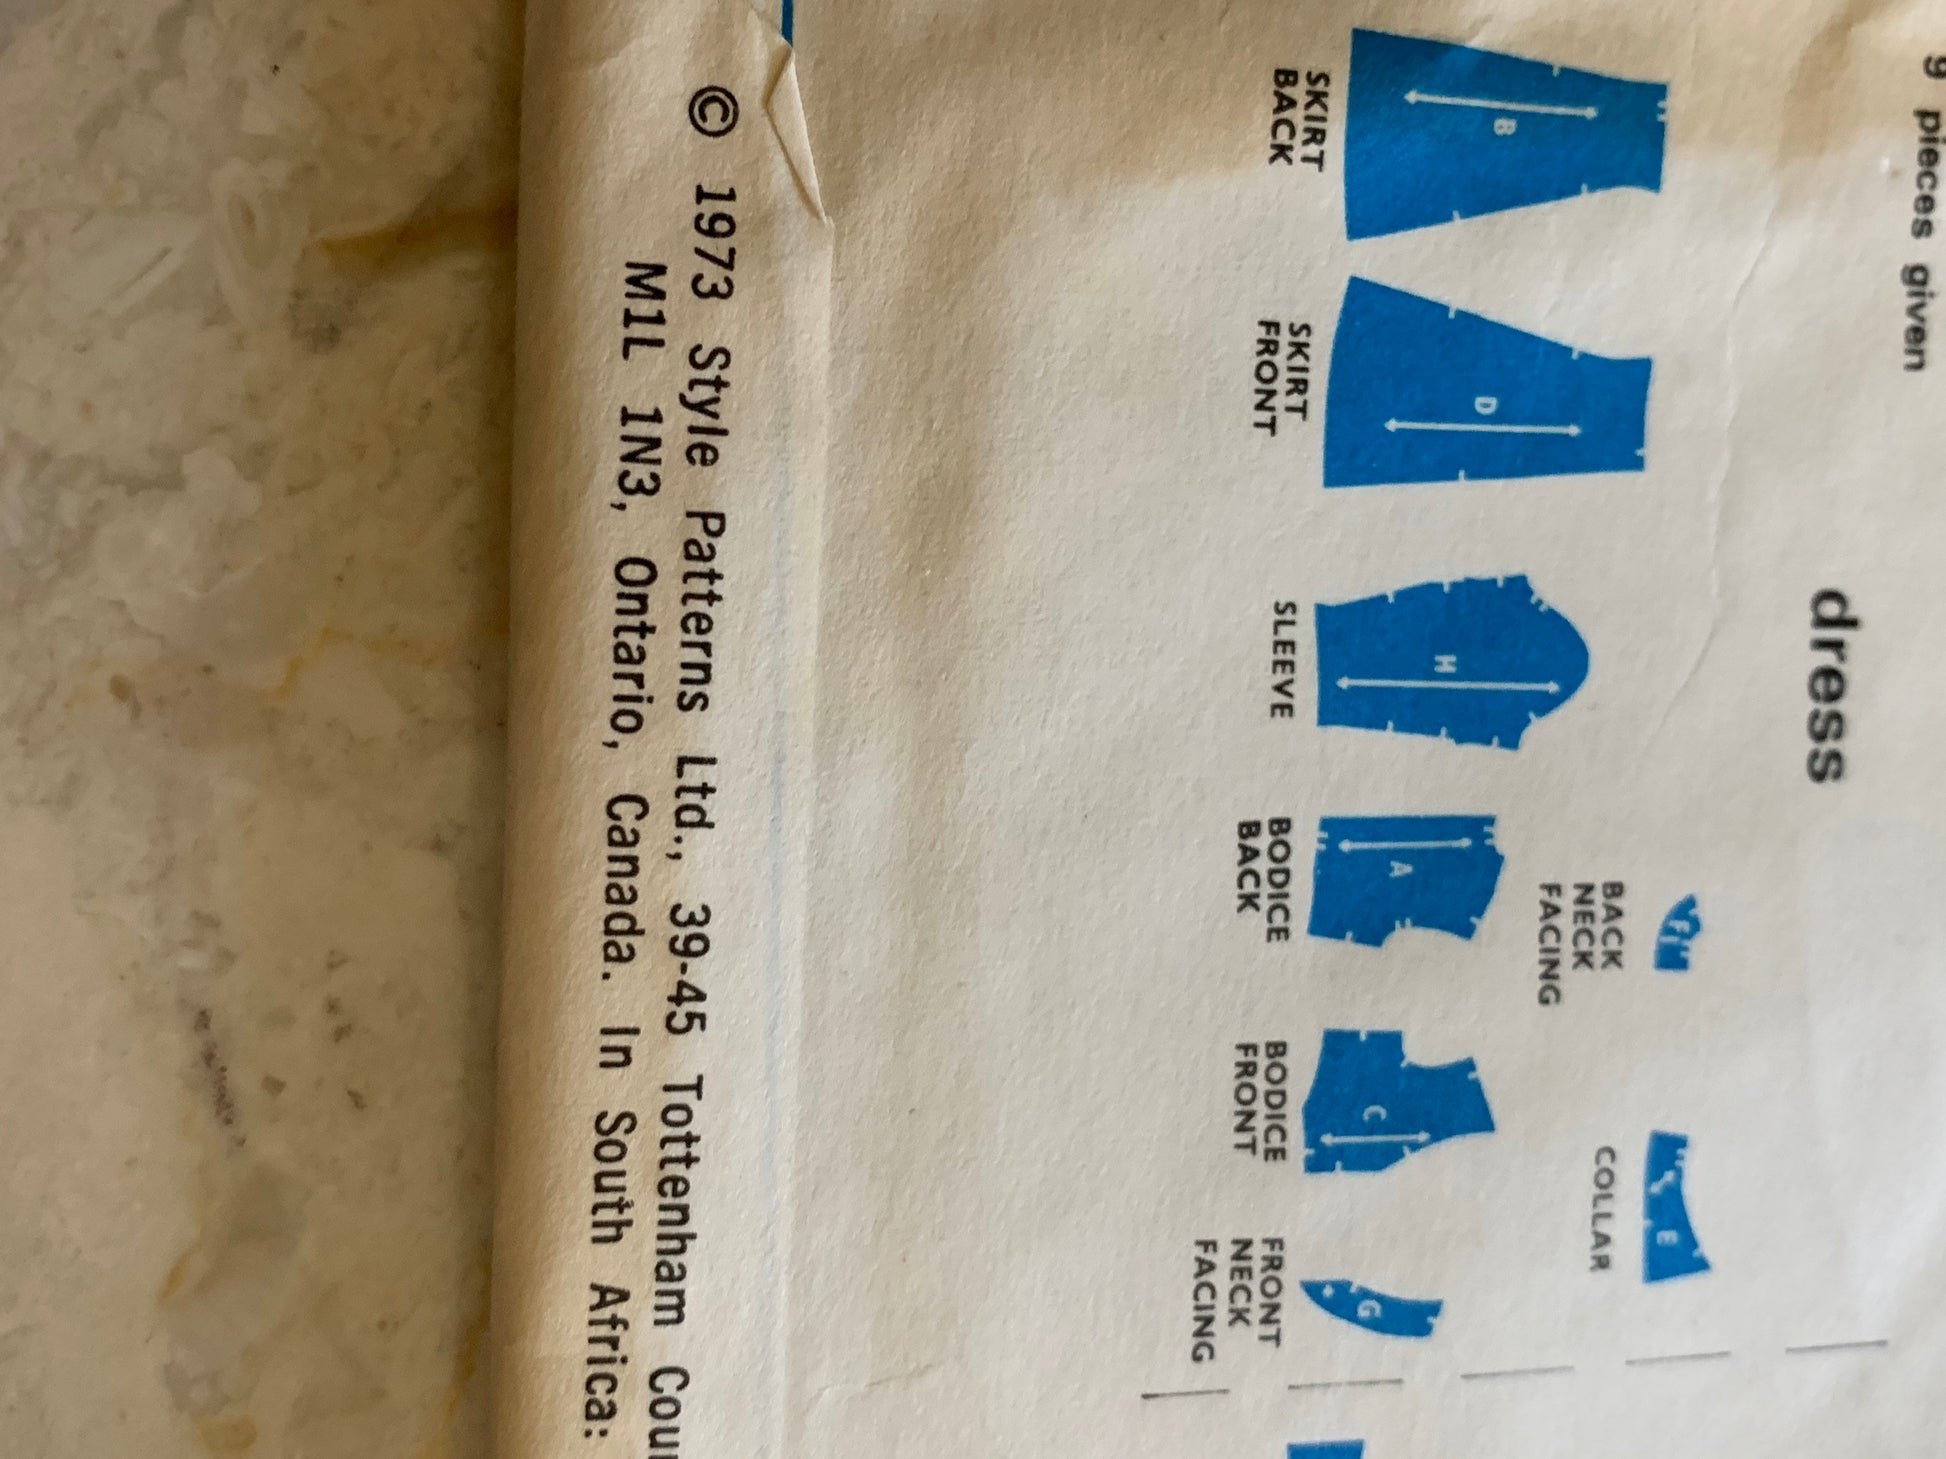 9 pieces given
dress
F
BACK
NECK
FACING
E
COLLAR
B
SKIRT
BACK
D
SKIRT
FRONT
H
SLEEVE
A
BODICE
BACK
C
BODICE
FRONT
G
FRONT
NECK
FACING
© 1973 Style Patterns Ltd., 39-45 Tottenham Cou
M1L 1N3, Ontario, Canada. In South Africa: